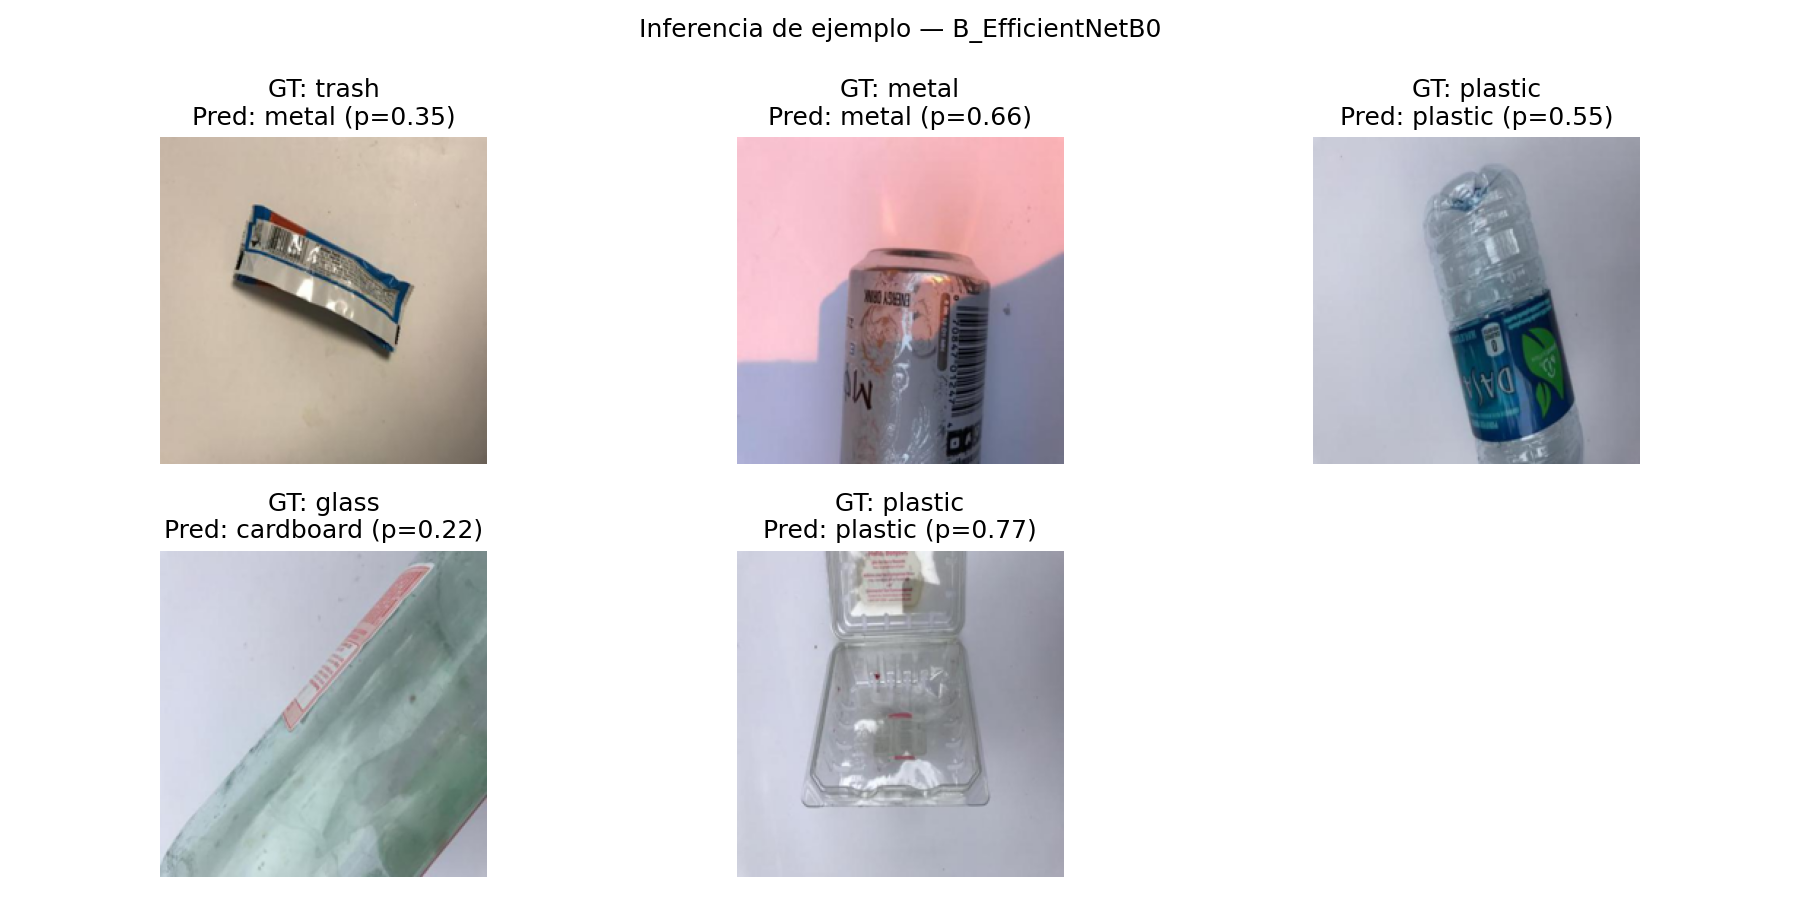 Inferencia de ejemplo — B_EfficientNetB0
GT: trash
Pred: metal (p=0.35)
GT: metal
Pred: metal (p=0.66)
GT: plastic
Pred: plastic (p=0.55)
ENERGY DRINK
DASA
GT: glass
Pred: cardboard (p=0.22)
GT: plastic
Pred: plastic (p=0.77)